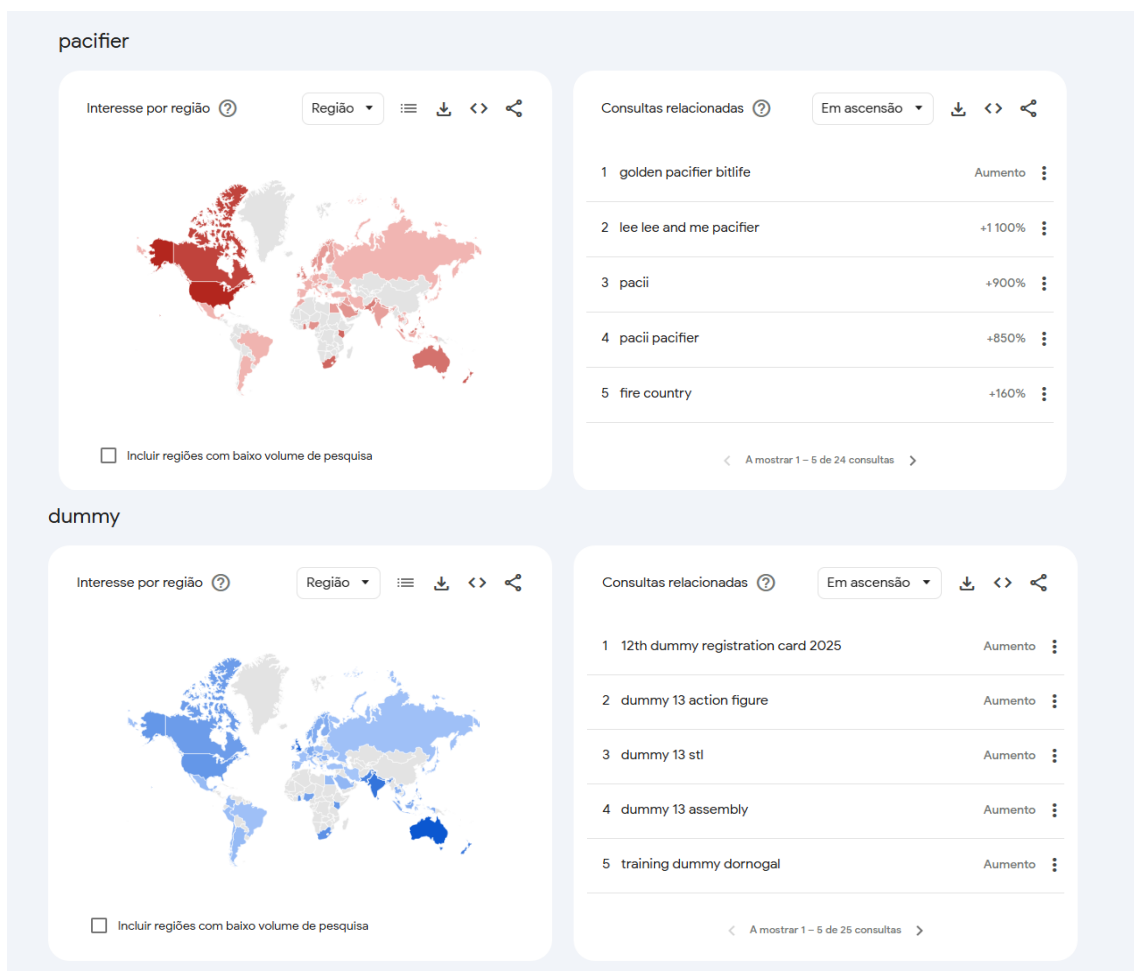 pacifier
Interesse por região
Região
Consultas relacionadas
Em ascensão
1 golden pacifier bitlife Aumento
2 lee lee and me pacifier +1 100%
3 pacii +900%
4 pacii pacifier +850%
5 fire country +160%
Incluir regiões com baixo volume de pesquisa
A mostrar 1 – 5 de 24 consultas
dummy
Interesse por região
Região
Consultas relacionadas
Em ascensão
1 12th dummy registration card 2025 Aumento
2 dummy 13 action figure Aumento
3 dummy 13 stl Aumento
4 dummy 13 assembly Aumento
5 training dummy dornogal Aumento
Incluir regiões com baixo volume de pesquisa
A mostrar 1 – 5 de 25 consultas